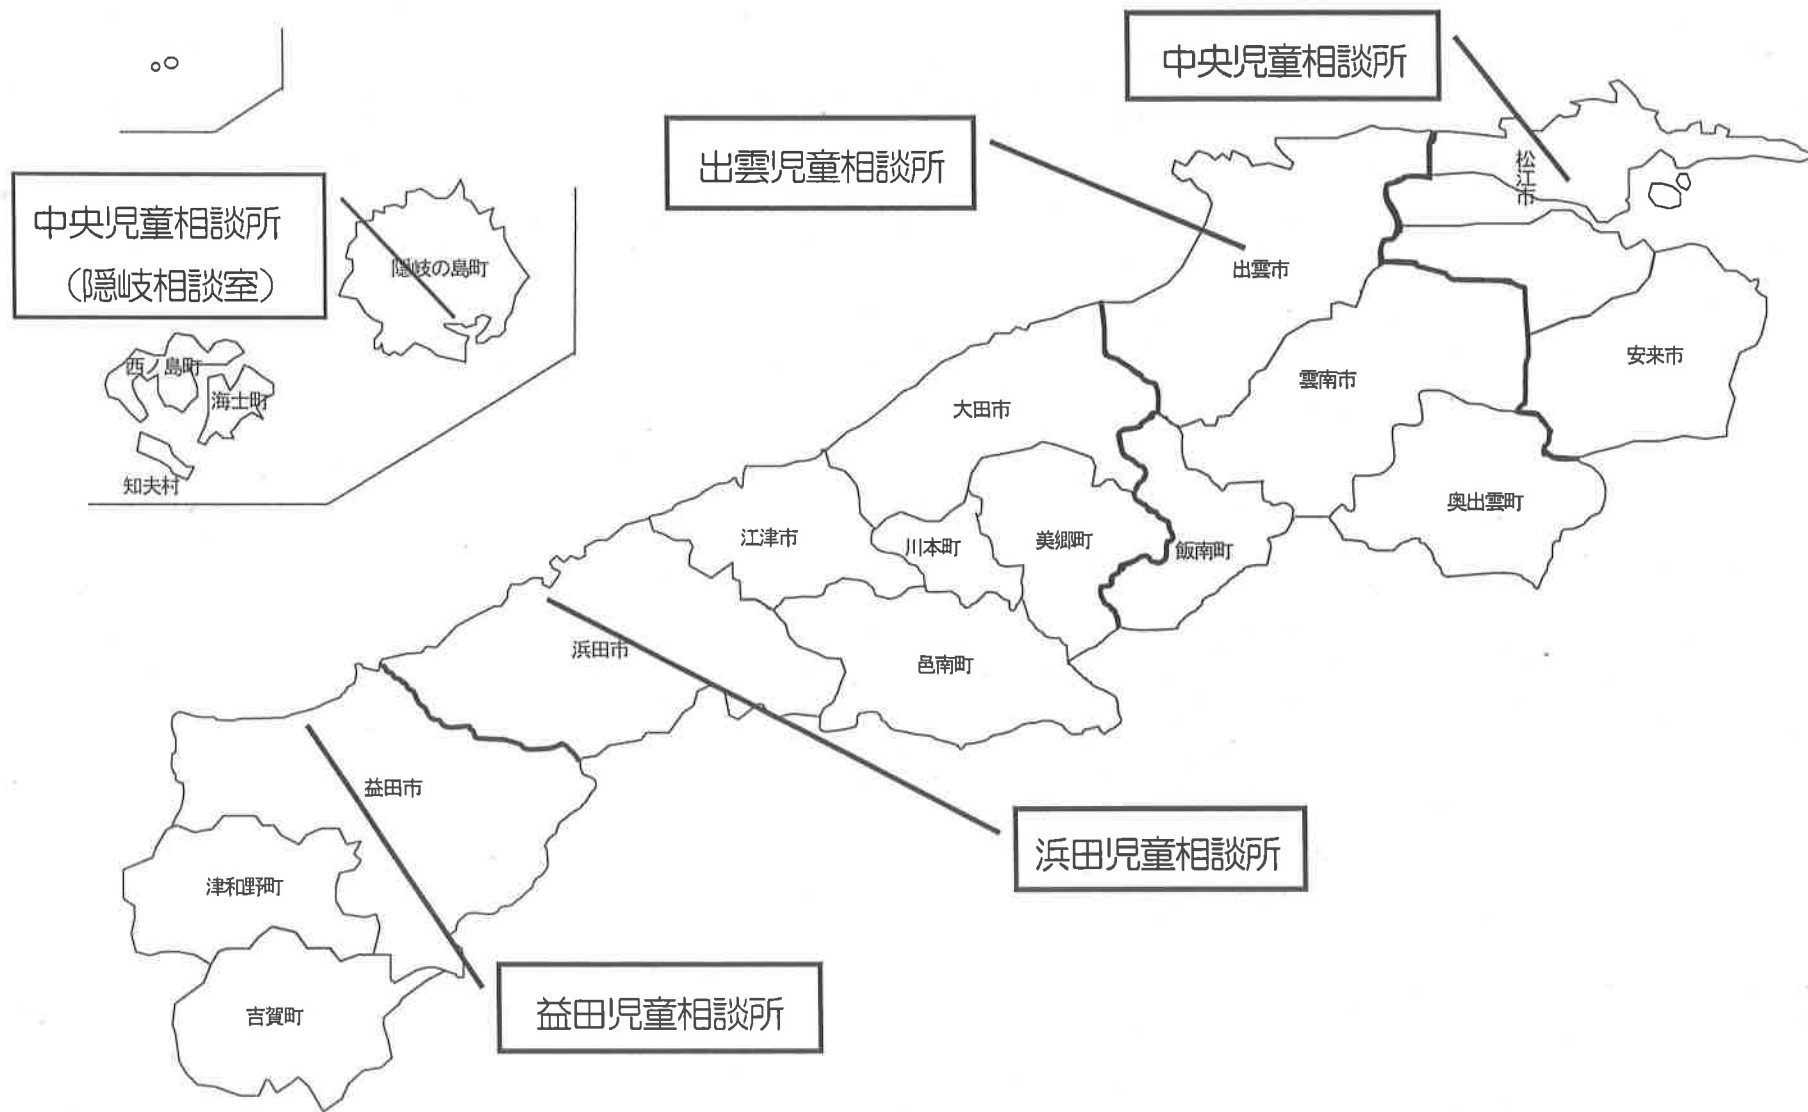 中央児童相談所
出雲児童相談所
松江市
中央児童相談所
（隠岐相談室）
隠岐の島町
出雲市
西ノ島町
海士町
知夫村
安来市
雲南市
大田市
奥出雲町
江津市
川本町
美郷町
飯南町
浜田市
邑南町
益田市
浜田児童相談所
津和野町
益田児童相談所
吉賀町